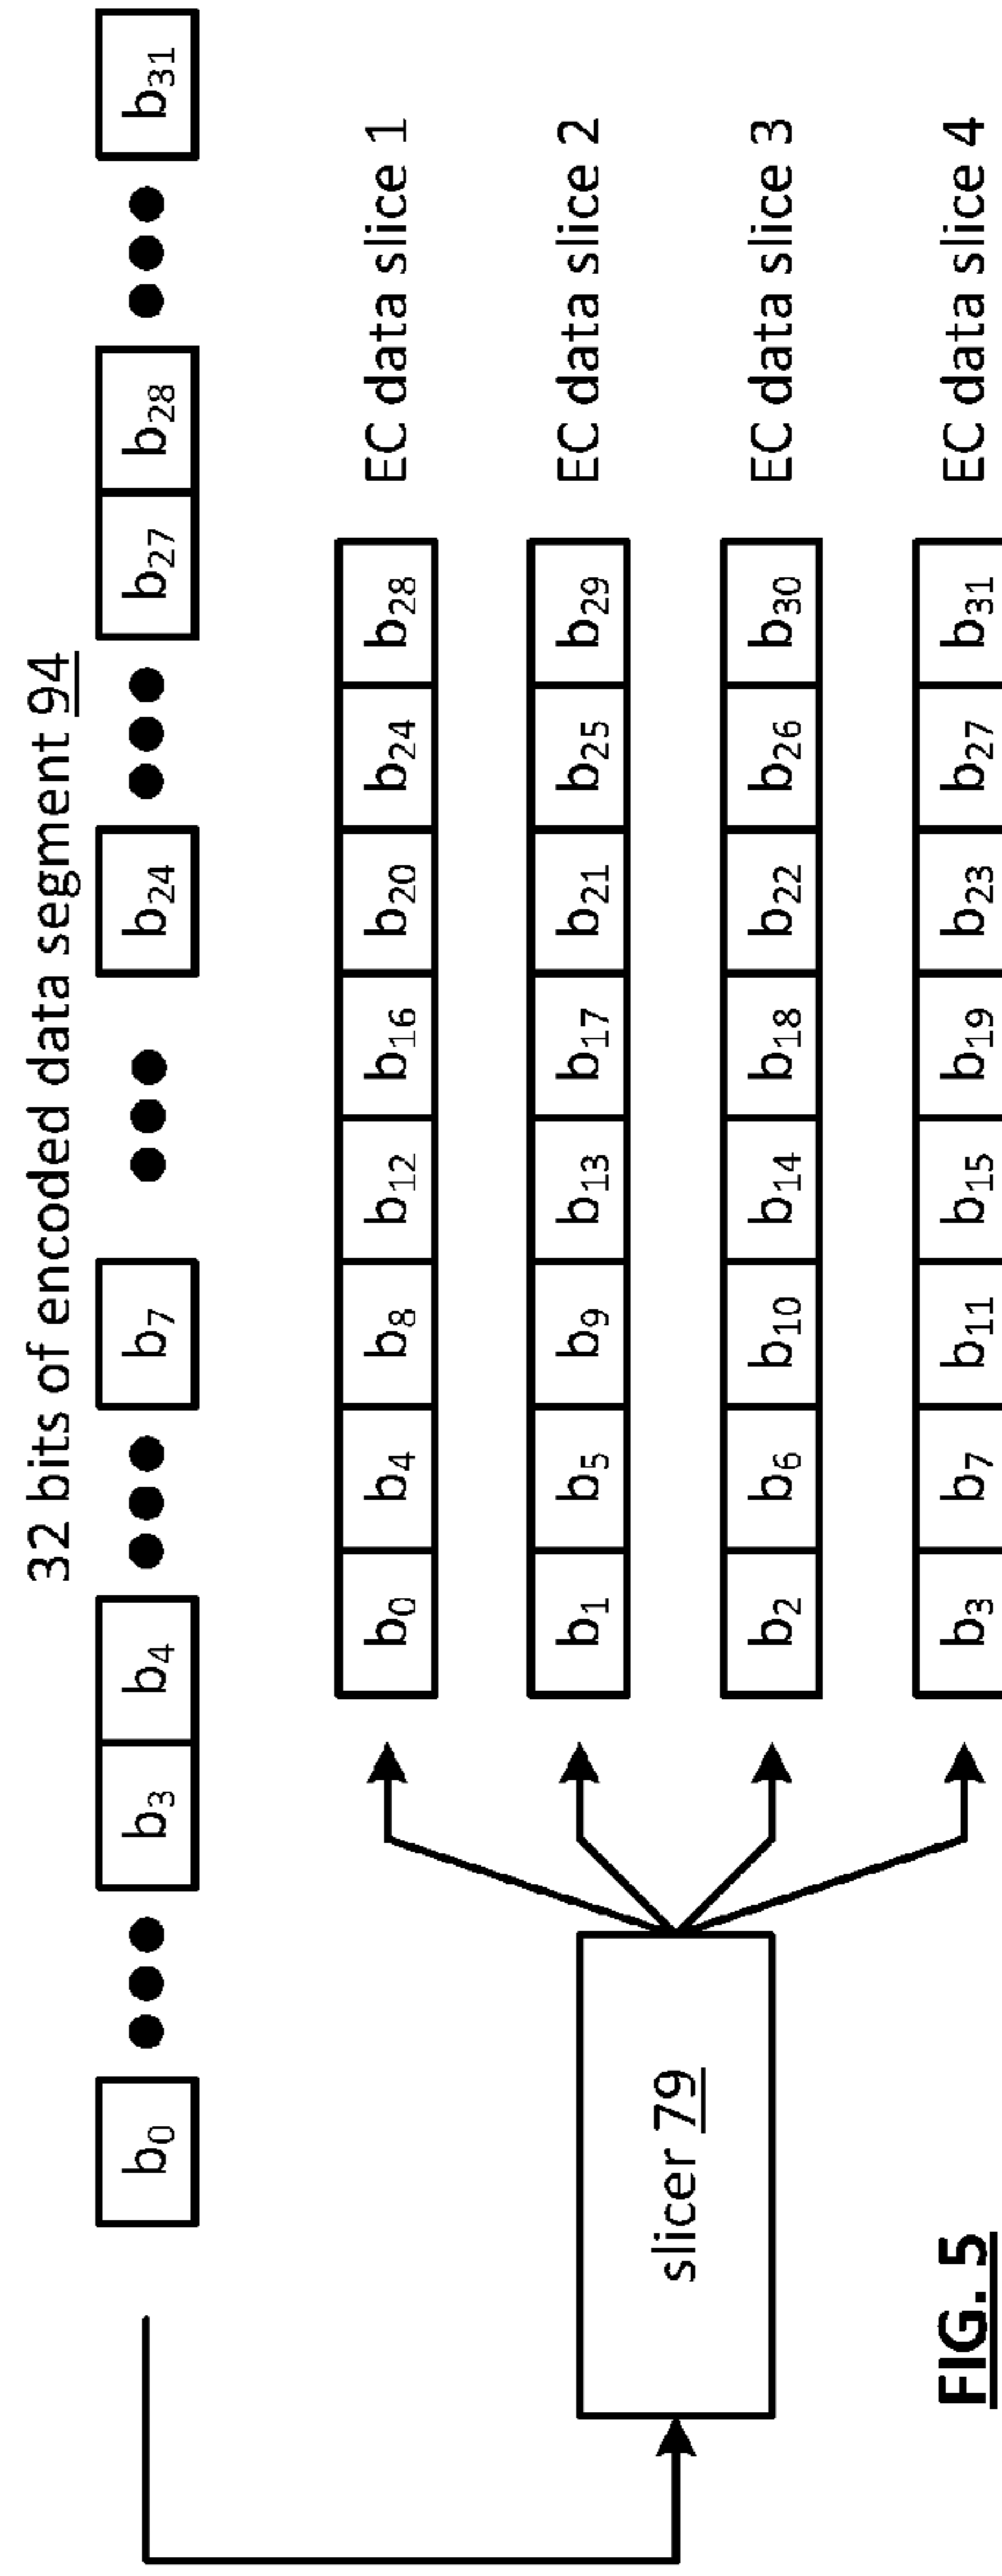 32 bits of encoded data segment 94
b0 b3 b4 b7 b24 b27 b28 b31
b0 b4 b8 b12 b16 b20 b24 b28 EC data slice 1
b1 b5 b9 b13 b17 b21 b25 b29 EC data slice 2
slicer 79
b2 b6 b10 b14 b18 b22 b26 b30 EC data slice 3
b3 b7 b11 b15 b19 b23 b27 b31 EC data slice 4
FIG. 5